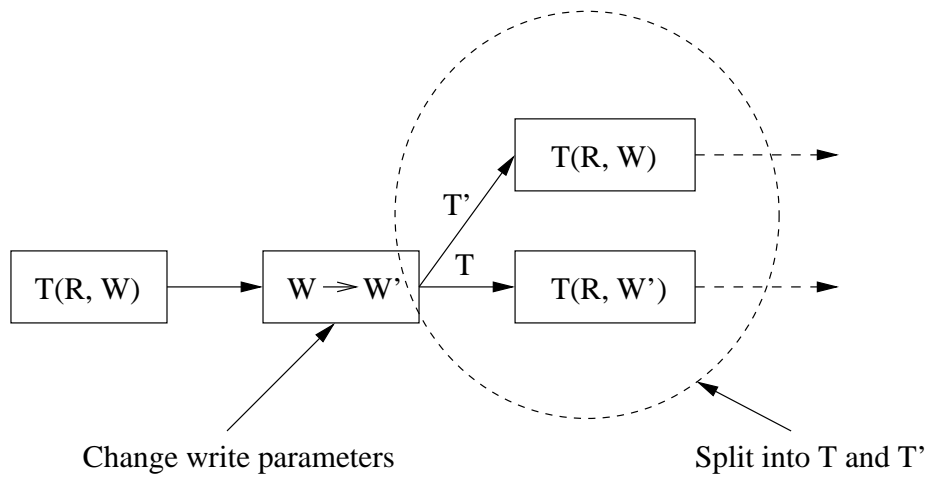 T(R, W)
T'
T
T(R, W)
W → W'
T(R, W')
Change write parameters
Split into T and T'